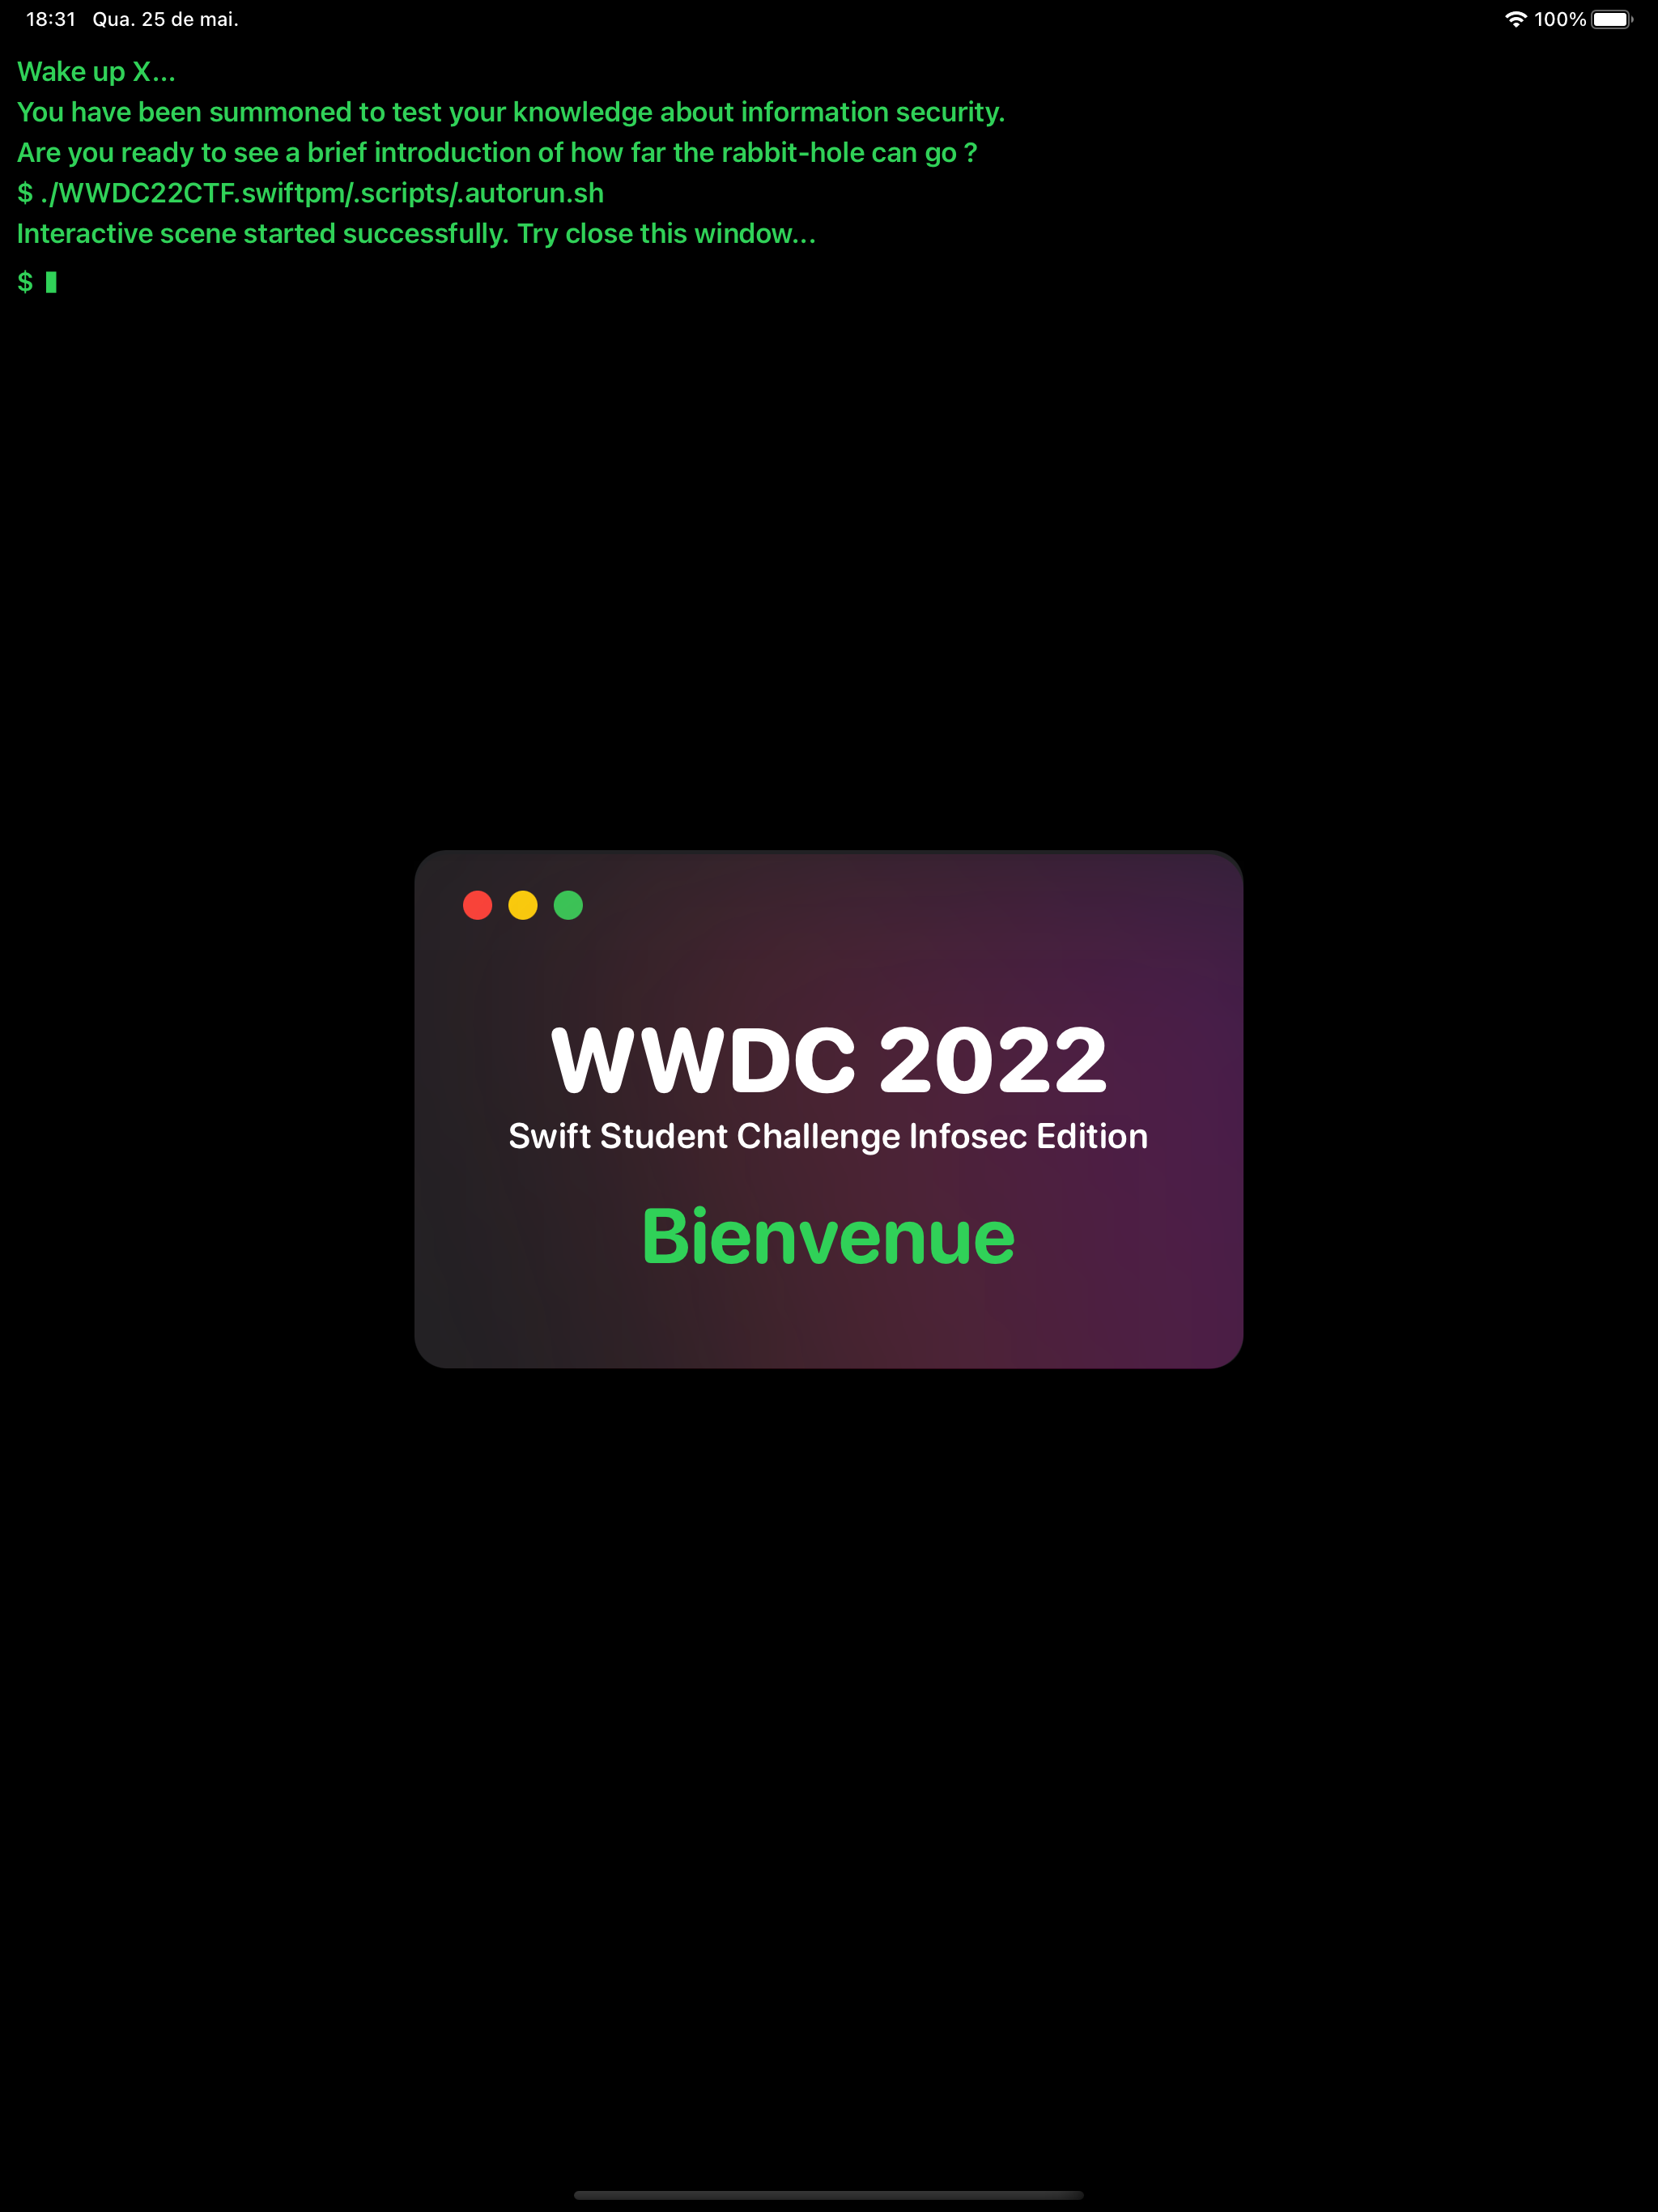 18:31 Qua. 25 de mai. 100%
Wake up X...
You have been summoned to test your knowledge about information security.
Are you ready to see a brief introduction of how far the rabbit-hole can go ?
$ ./WWDC22CTF.swiftpm/.scripts/.autorun.sh
Interactive scene started successfully. Try close this window...
$
WWDC 2022
Swift Student Challenge Infosec Edition
Bienvenue